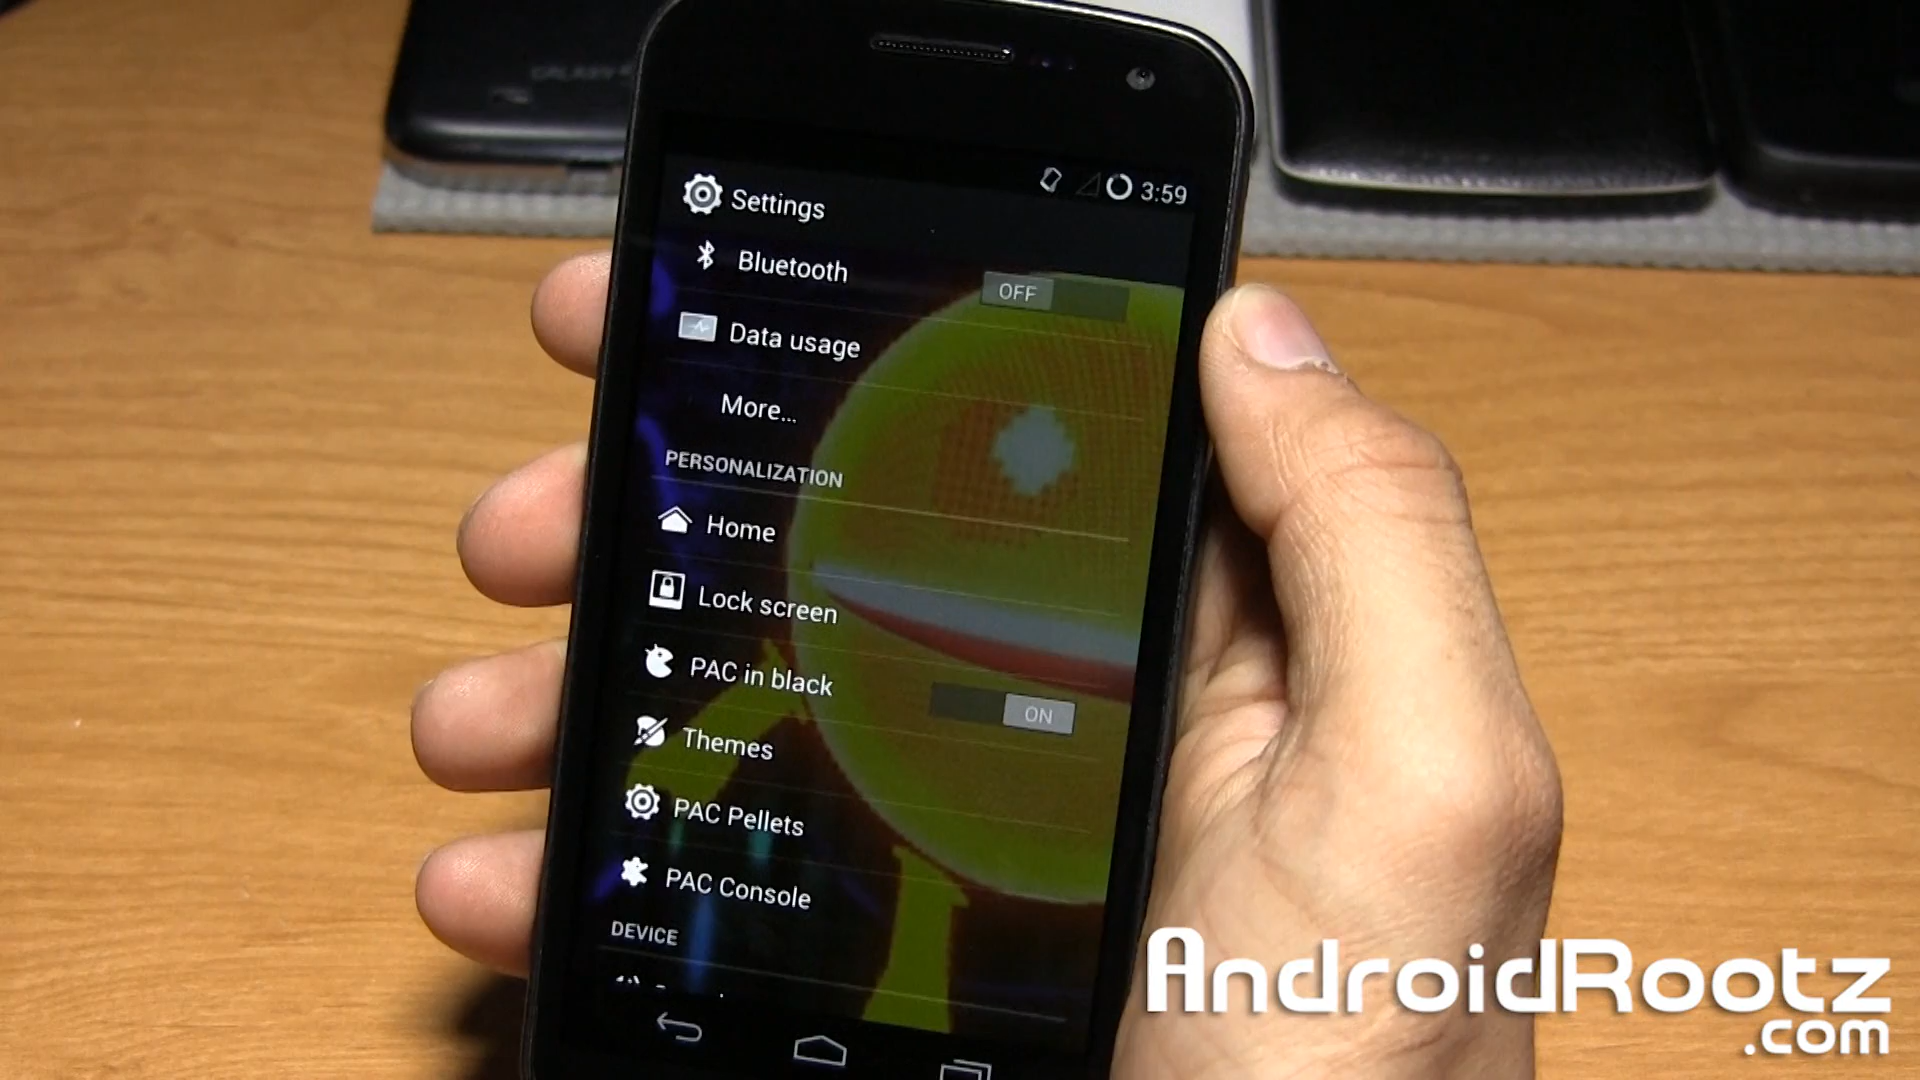 GALAXY
3:59
Settings
Bluetooth
OFF
Data usage
More...
PERSONALIZATION
Home
Lock screen
PAC in black
ON
Themes
PAC Pellets
PAC Console
DEVICE
AndroidRootz
.com